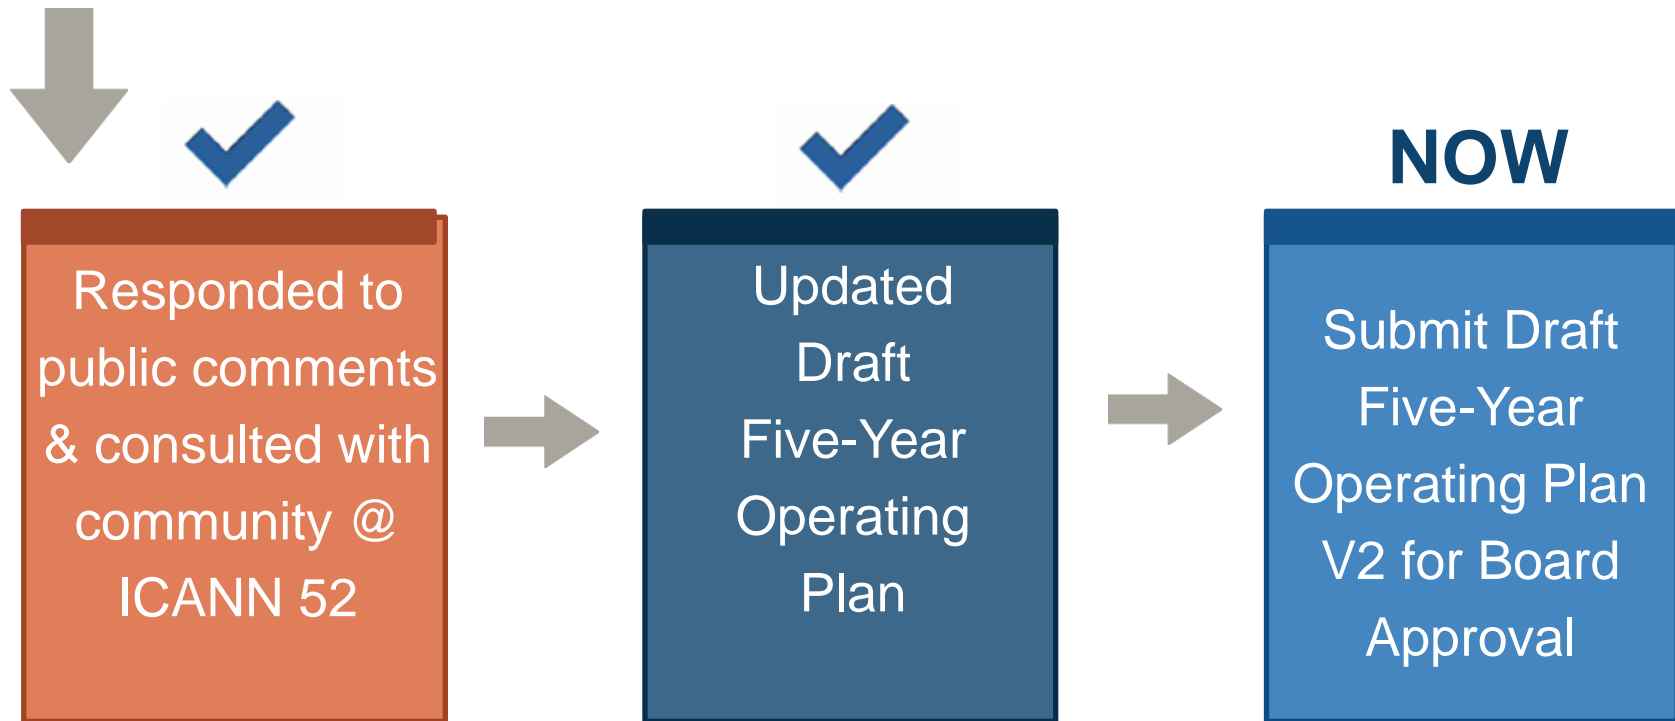 Responded to
public comments
& consulted with
community @
ICANN 52
Updated
Draft
Five-Year
Operating
Plan
NOW
Submit Draft
Five-Year
Operating Plan
V2 for Board
Approval